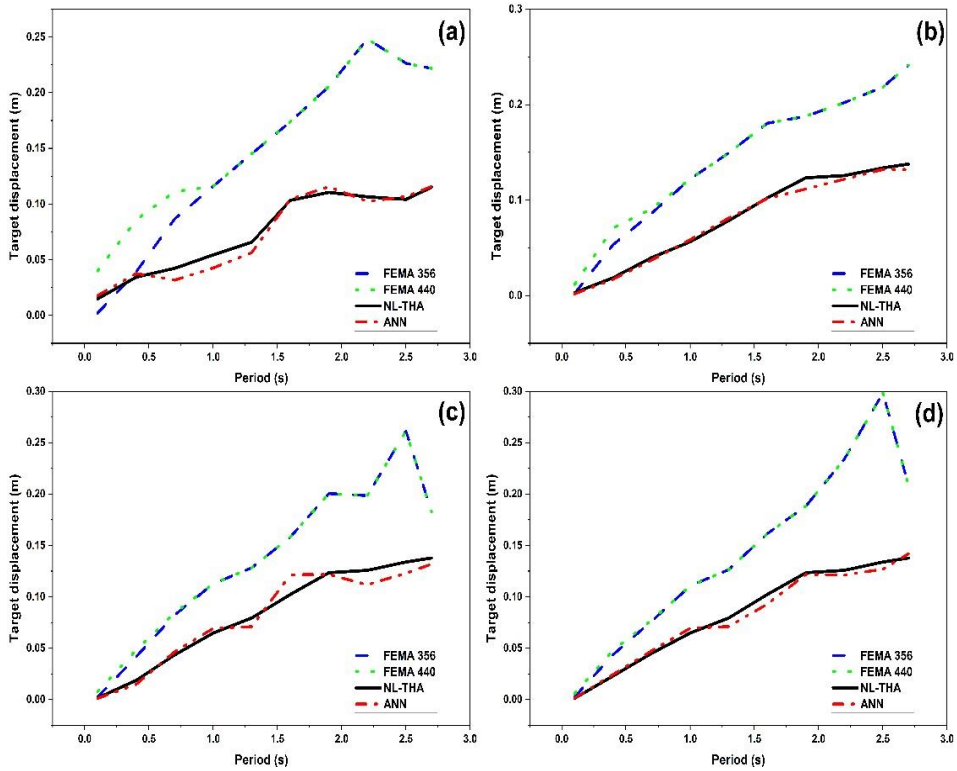 (a)
Target displacement (m)
0.25
0.20
0.15
0.10
0.05
0.00
FEMA 356
FEMA 440
NL-THA
ANN
0.0 0.5 1.0 1.5 2.0 2.5 3.0
Period (s)
(b)
Target displacement (m)
0.3
0.2
0.1
0.0
FEMA 356
FEMA 440
NL-THA
ANN
0.0 0.5 1.0 1.5 2.0 2.5 3.0
Period (s)
(c)
Target displacement (m)
0.30
0.25
0.20
0.15
0.10
0.05
0.00
FEMA 356
FEMA 440
NL-THA
ANN
0.0 0.5 1.0 1.5 2.0 2.5 3.0
Period (s)
(d)
Target displacement (m)
0.30
0.25
0.20
0.15
0.10
0.05
0.00
FEMA 356
FEMA 440
NL-THA
ANN
0.0 0.5 1.0 1.5 2.0 2.5 3.0
Period (s)